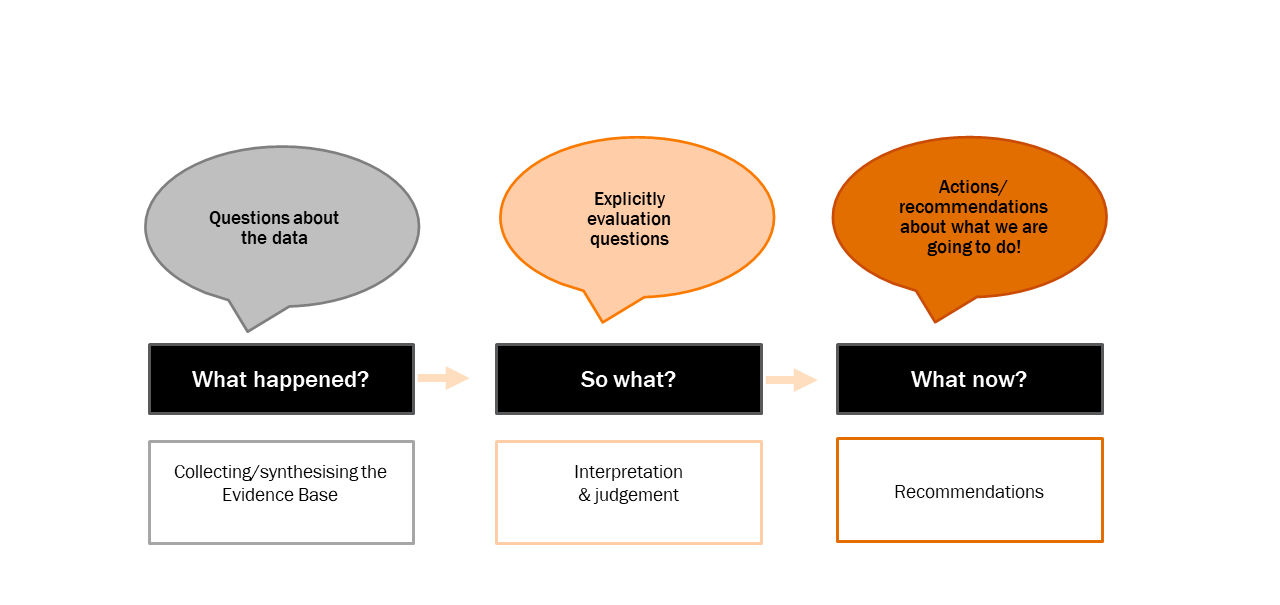 Questions about
the data
Explicitly
evaluation
questions
Actions/
recommendations
about what we are
going to do!
What happened?
So what?
What now?
Collecting/synthesising the
Evidence Base
Interpretation
& judgement
Recommendations